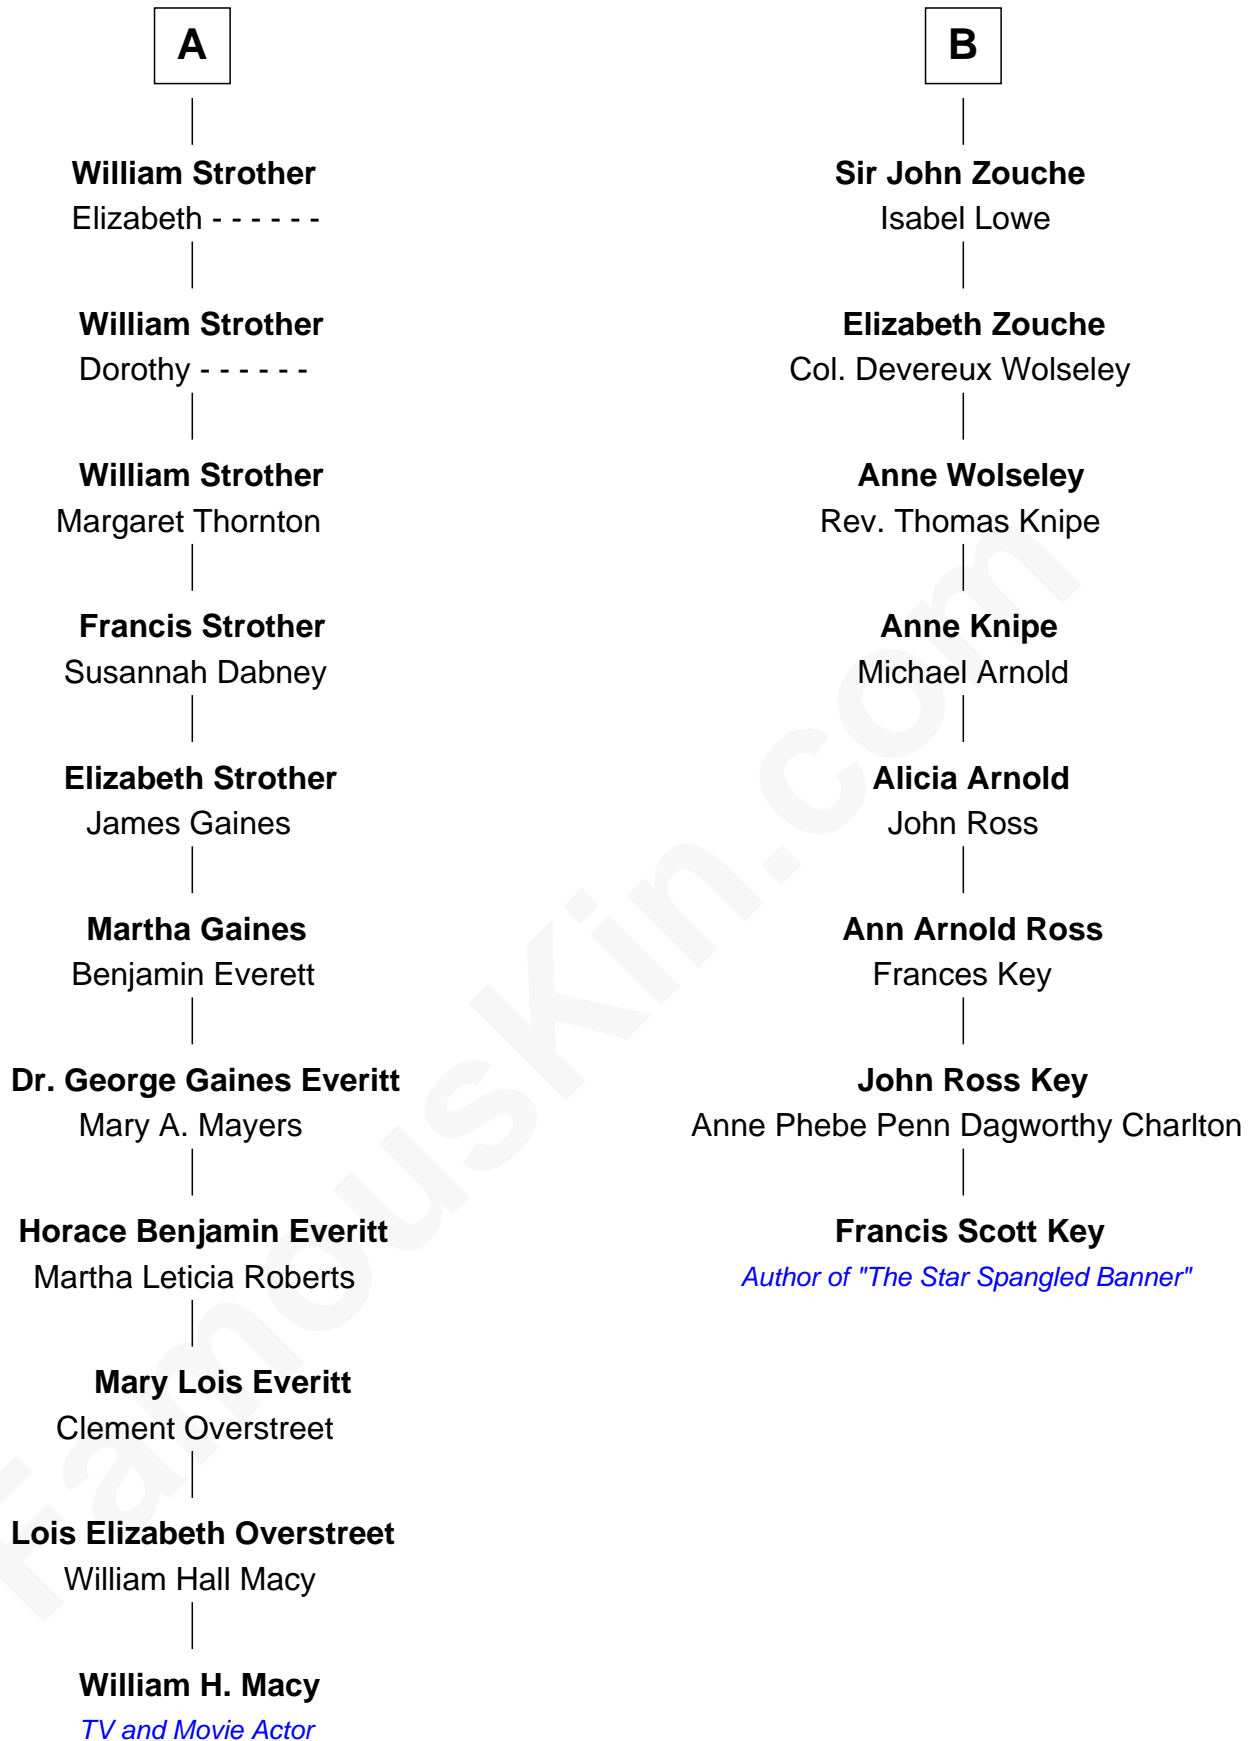 A
William Strother
Elizabeth - - - - - -
William Strother
Dorothy - - - - - -
William Strother
Margaret Thornton
Francis Strother
Susannah Dabney
Elizabeth Strother
James Gaines
Martha Gaines
Benjamin Everett
Dr. George Gaines Everitt
Mary A. Mayers
Horace Benjamin Everitt
Martha Leticia Roberts
Mary Lois Everitt
Clement Overstreet
Lois Elizabeth Overstreet
William Hall Macy
William H. Macy
TV and Movie Actor
B
Sir John Zouche
Isabel Lowe
Elizabeth Zouche
Col. Devereux Wolseley
Anne Wolseley
Rev. Thomas Knipe
Anne Knipe
Michael Arnold
Alicia Arnold
John Ross
Ann Arnold Ross
Frances Key
John Ross Key
Anne Phebe Penn Dagworthy Charlton
Francis Scott Key
Author of "The Star Spangled Banner"
FamousKin.com